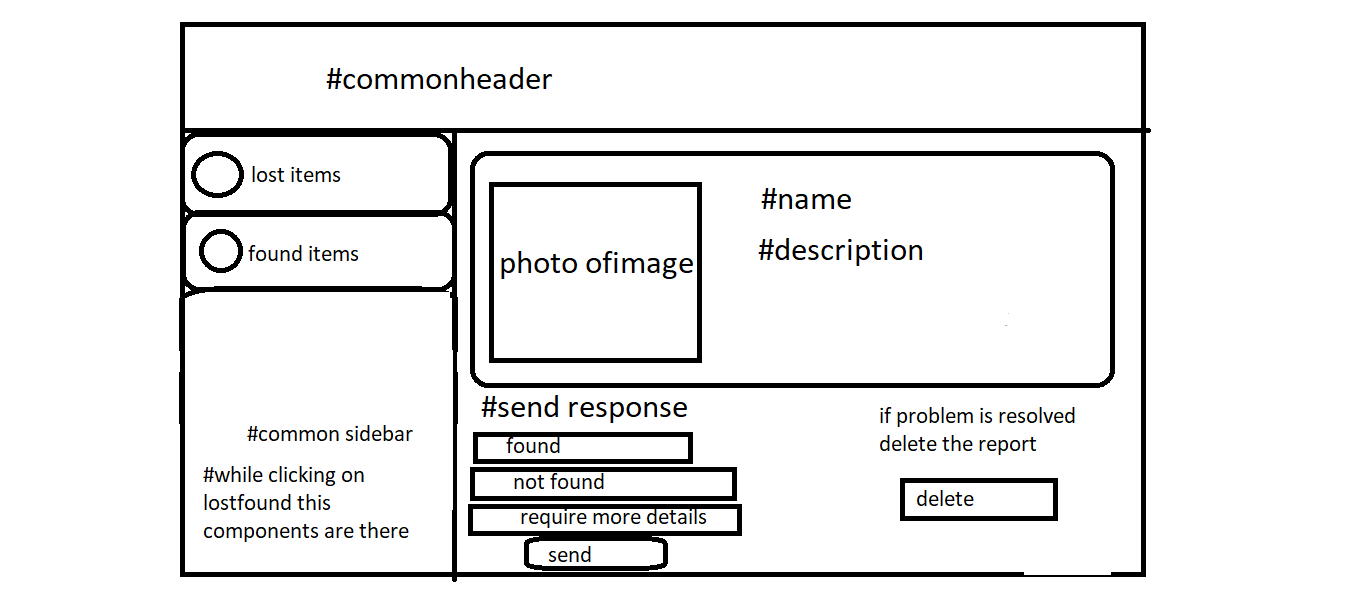 #commonheader
lost items
found items
#common sidebar
#while clicking on
lostfound this
components are there
photo ofimage
#name
#description
#send response
found
not found
require more details
send
if problem is resolved
delete the report
delete